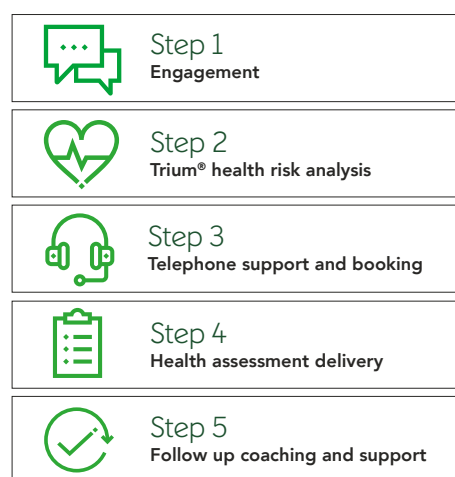 Step 1
Engagement
Step 2
Trium® health risk analysis
Step 3
Telephone support and booking
Step 4
Health assessment delivery
Step 5
Follow up coaching and support